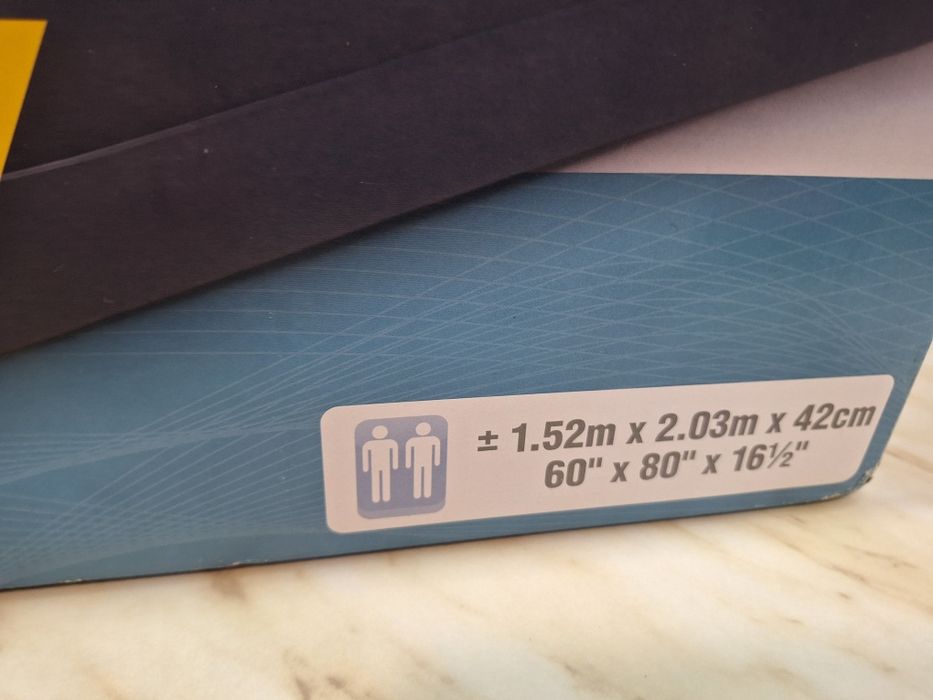 ± 1.52m x 2.03m x 42cm
60" x 80" x 16½"